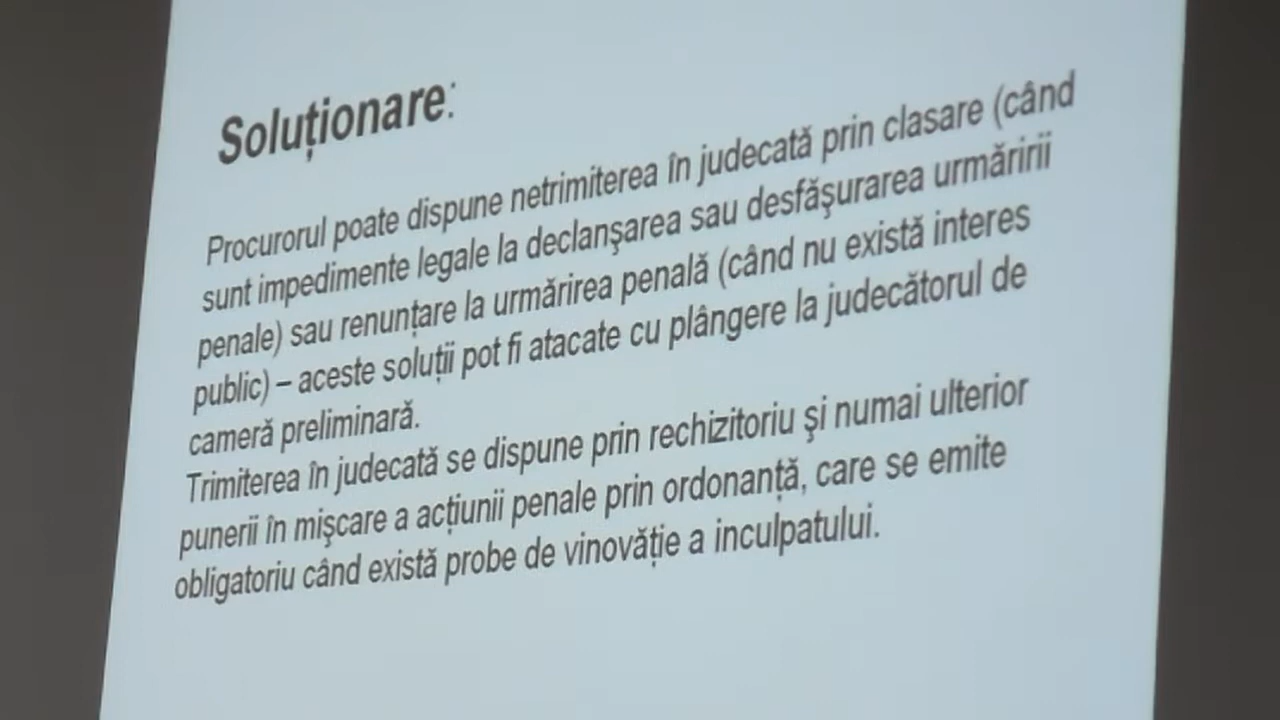 Soluționare:
Procurorul poate dispune netrimiterea în judecată prin clasare (când
sunt impedimente legale la declanşarea sau desfăşurarea urmăririi
penale) sau renunțare la urmărirea penală (când nu există interes
public) – aceste soluții pot fi atacate cu plângere la judecătorul de
cameră preliminară.
Trimiterea în judecată se dispune prin rechizitoriu şi numai ulterior
punerii în mişcare a acțiunii penale prin ordonanță, care se emite
obligatoriu când există probe de vinovăție a inculpatului.